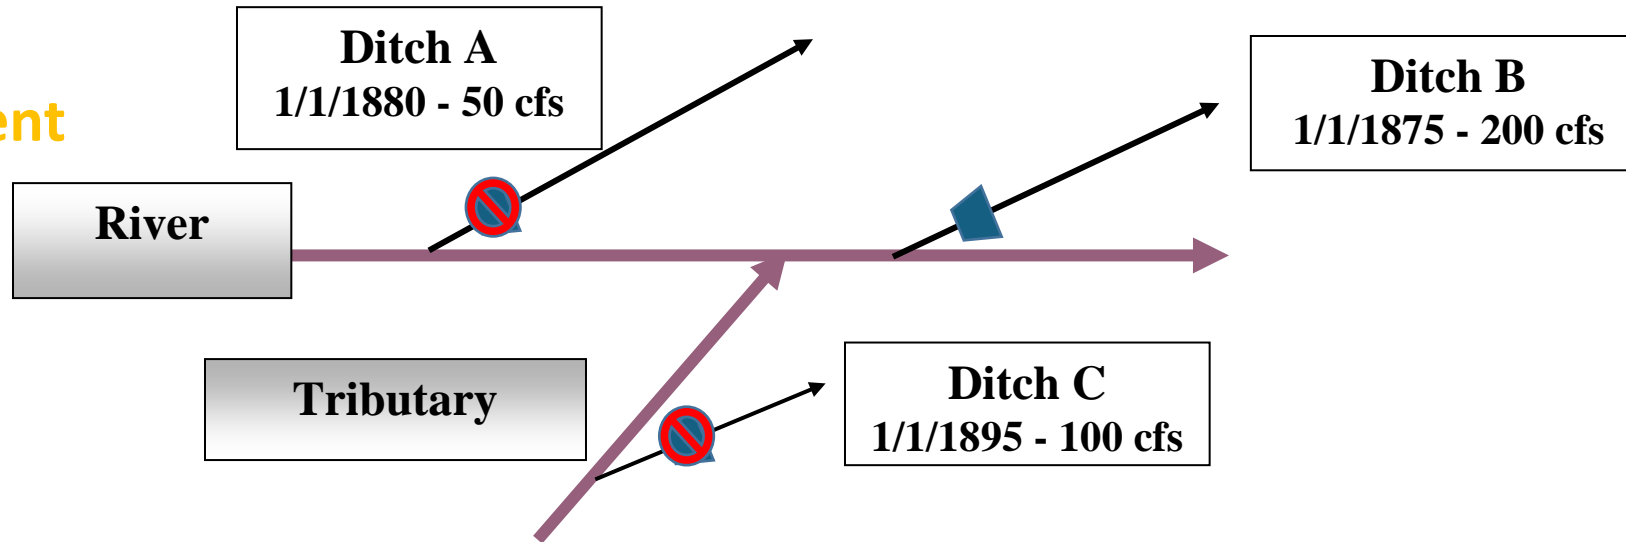 Ditch A
1/1/1880 - 50 cfs
Ditch B
1/1/1875 - 200 cfs
ent
River
Tributary
Ditch C
1/1/1895 - 100 cfs